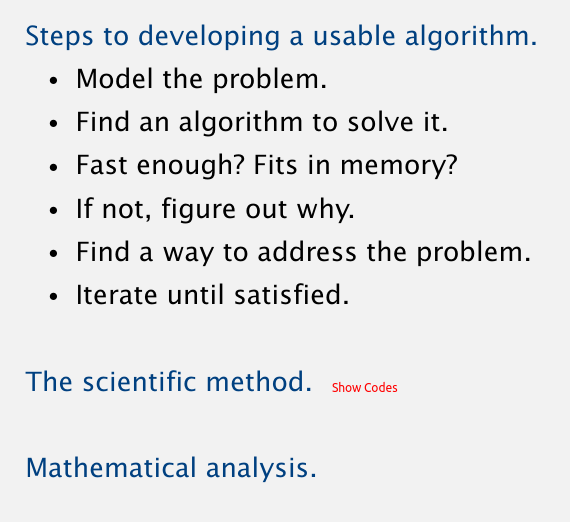 Steps to developing a usable algorithm.
• Model the problem.
• Find an algorithm to solve it.
• Fast enough? Fits in memory?
• If not, figure out why.
• Find a way to address the problem.
• Iterate until satisfied.
The scientific method. Show Codes
Mathematical analysis.